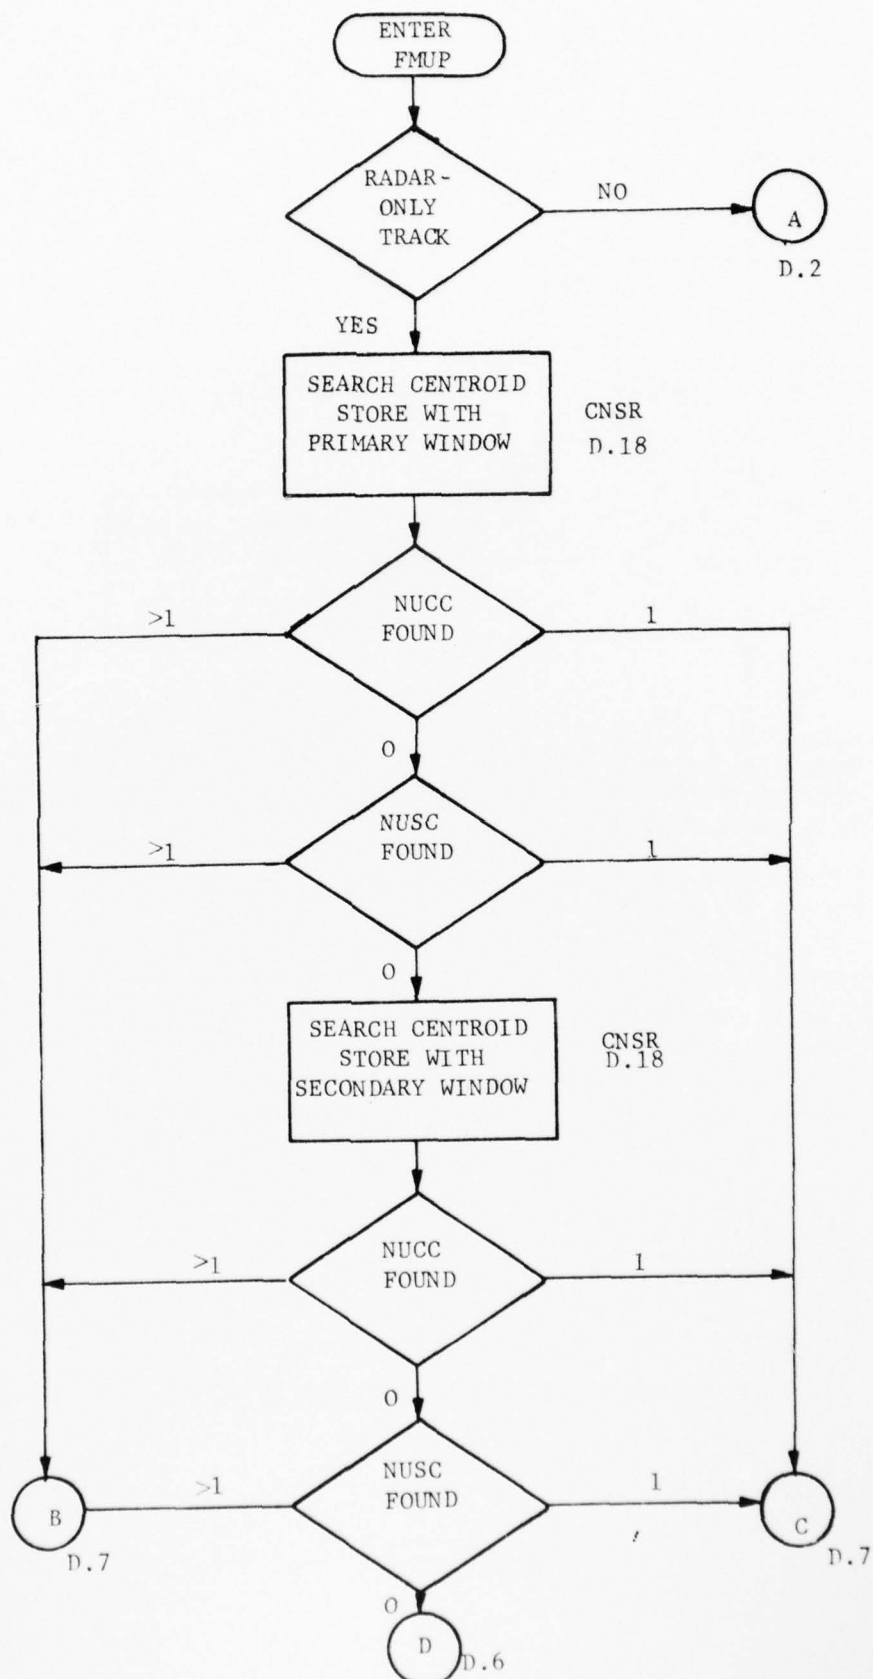 ENTER
FMUP
RADAR-
ONLY
TRACK
NO
A
D.2
YES
SEARCH CENTROID
STORE WITH
PRIMARY WINDOW
CNSR
D.18
NUCC
FOUND
>1
1
0
NUSC
FOUND
>1
1
0
SEARCH CENTROID
STORE WITH
SECONDARY WINDOW
CNSR
D.18
NUCC
FOUND
>1
1
0
NUSC
FOUND
>1
1
B
D.7
C
D.7
0
D
D.6